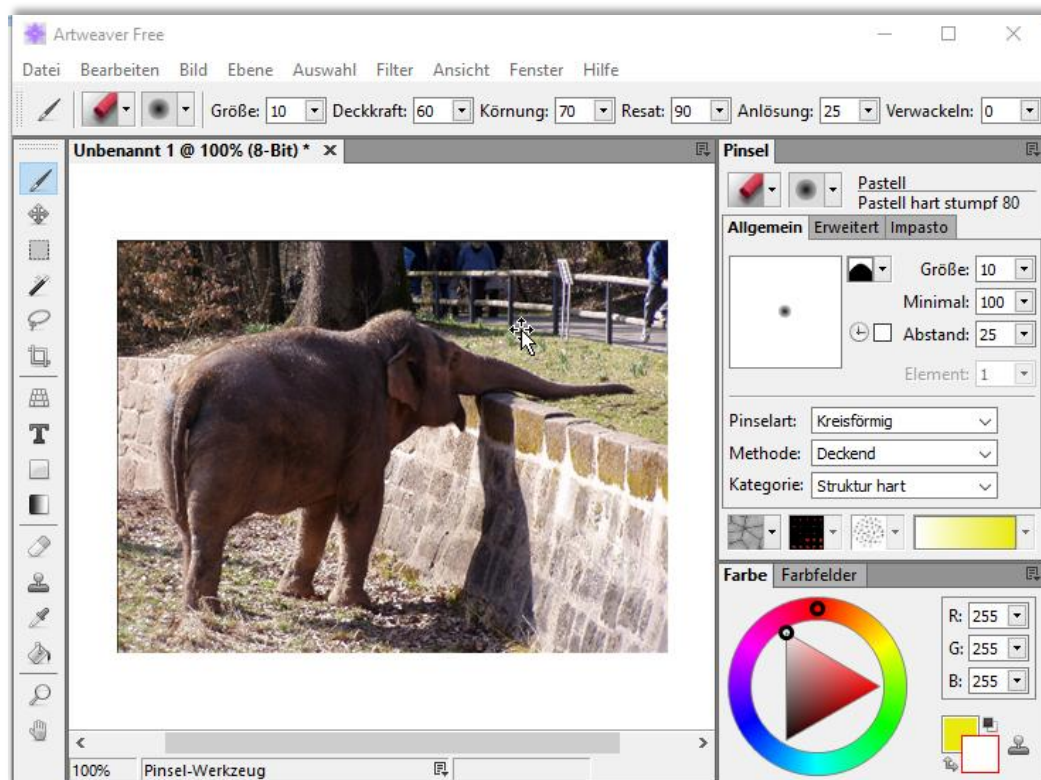 Artweaver Free
Datei Bearbeiten Bild Ebene Auswahl Filter Ansicht Fenster Hilfe
Größe: 10 Deckkraft: 60 Körnung: 70 Resat: 90 Anlösung: 25 Verwackeln: 0
Unbenannt 1 @ 100% (8-Bit) *
Pinsel
Pastell
Pastell hart stumpf 80
Allgemein Erweitert Impasto
Größe: 10
Minimal: 100
Abstand: 25
Element: 1
Pinselart: Kreisförmig
Methode: Deckend
Kategorie: Struktur hart
Farbe Farbfelder
R: 255
G: 255
B: 255
T
100% Pinsel-Werkzeug